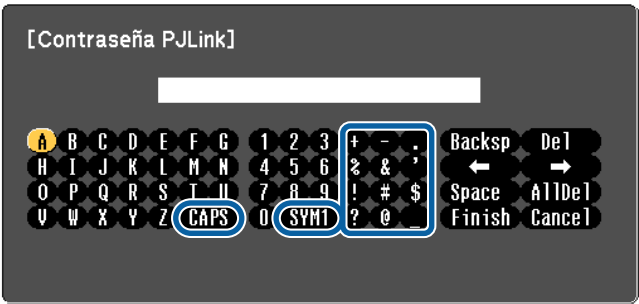 [Contraseña PJLink]
A B C D E F G 1 2 3 + - . Backsp Del
H I J K L M N 4 5 6 % & ' ← →
O P Q R S T U 7 8 9 ! # $ Space AllDel
V W X Y Z CAPS 0 SYM1 ? @ _ Finish Cancel